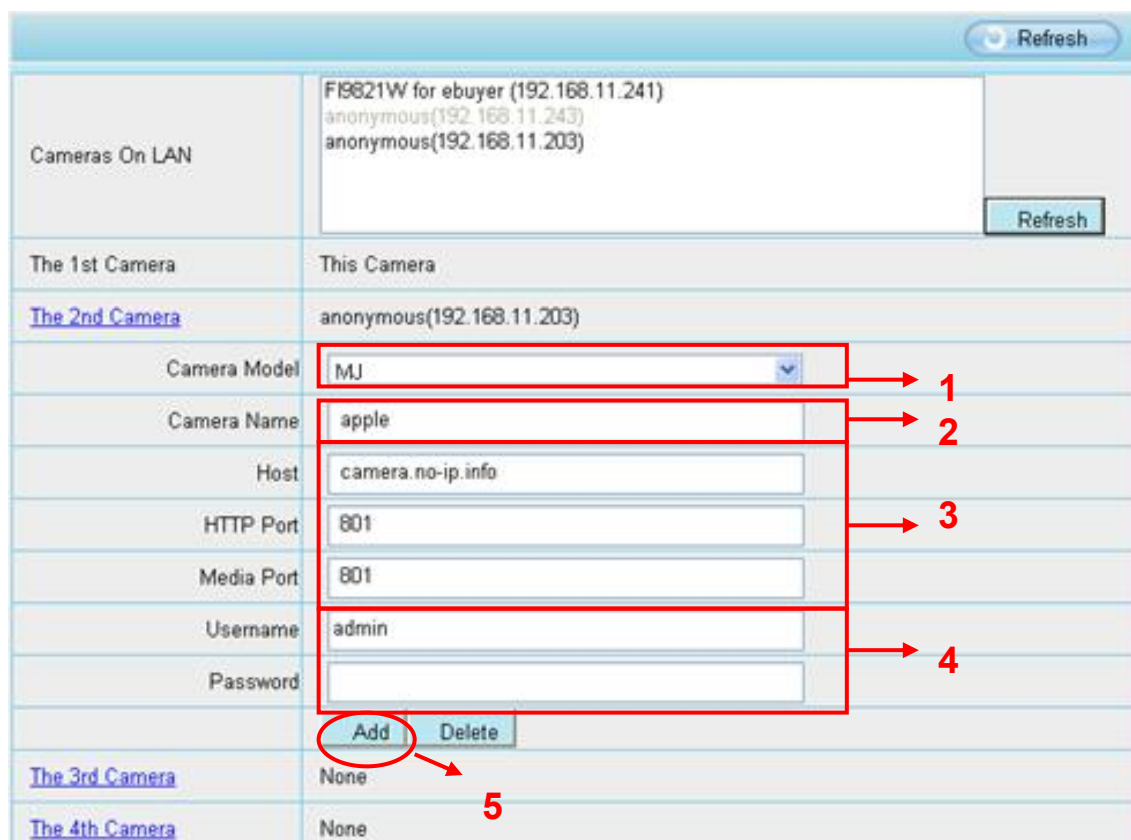 Refresh
Cameras On LAN
FI9821W for ebuyer (192.168.11.241)
anonymous(192.168.11.243)
anonymous(192.168.11.203)
Refresh
The 1st Camera This Camera
The 2nd Camera anonymous(192.168.11.203)
Camera Model MJ 1
Camera Name apple 2
Host camera.no-ip.info
HTTP Port 801 3
Media Port 801
Username admin
4
Password
Add Delete
The 3rd Camera None
5
The 4th Camera None